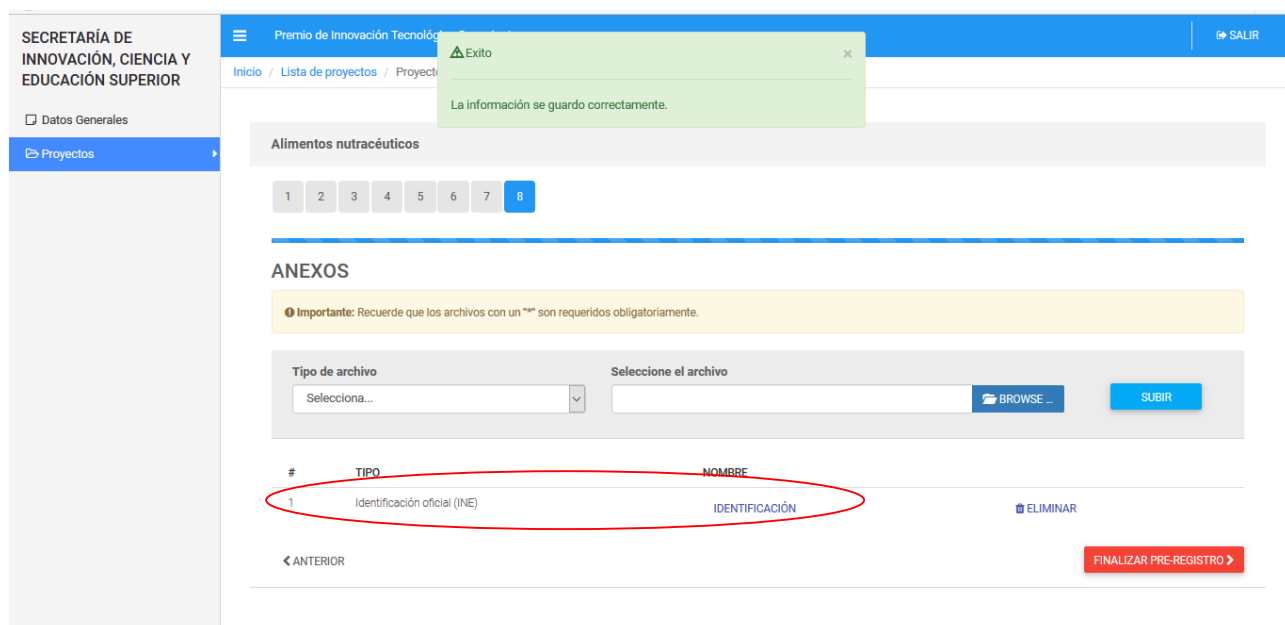 SECRETARÍA DE
INNOVACIÓN, CIENCIA Y
EDUCACIÓN SUPERIOR
Datos Generales
Proyectos
Premio de Innovación
SALIR
Inicio / Lista de proyectos /
Exito
×
La información se guardo correctamente.
Alimentos nutracéuticos
1 2 3 4 5 6 7 8
ANEXOS
Importante: Recuerde que los archivos con un "*" son requeridos obligatoriamente.
Tipo de archivo Seleccione el archivo
Selecciona... BROWSE ... SUBIR
# TIPO NOMBRE
1 Identificación oficial (INE) IDENTIFICACIÓN ELIMINAR
ANTERIOR FINALIZAR PRE-REGISTRO